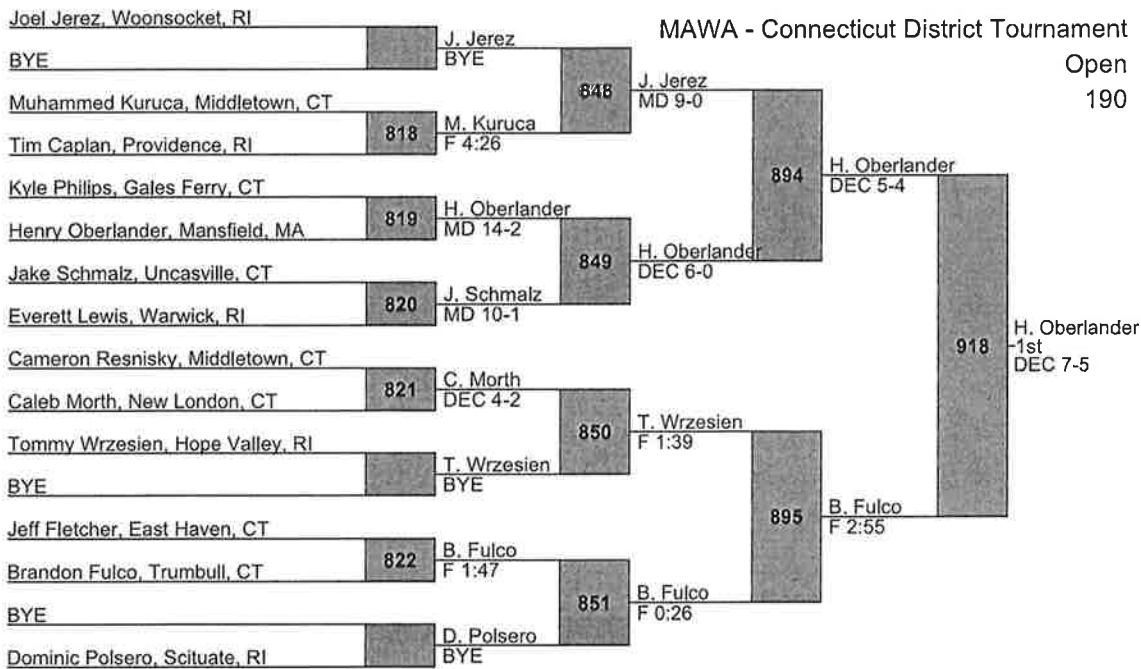 MAWA - Connecticut District Tournament
Open
190
Joel Jerez, Woonsocket, RI
BYE
Muhammed Kuruca, Middletown, CT
Tim Caplan, Providence, RI
Kyle Philips, Gales Ferry, CT
Henry Oberlander, Mansfield, MA
Jake Schmalz, Uncasville, CT
Everett Lewis, Warwick, RI
Cameron Resnisky, Middletown, CT
Caleb Morth, New London, CT
Tommy Wrzesien, Hope Valley, RI
BYE
Jeff Fletcher, East Haven, CT
Brandon Fulco, Trumbull, CT
BYE
Dominic Polsero, Scituate, RI
818
819
820
821
822
J. Jerez
BYE
M. Kuruca
F 4:26
H. Oberlander
MD 14-2
J. Schmalz
MD 10-1
C. Morth
DEC 4-2
T. Wrzesien
BYE
B. Fulco
F 1:47
D. Polsero
BYE
848
849
850
851
J. Jerez
MD 9-0
H. Oberlander
DEC 6-0
T. Wrzesien
F 1:39
B. Fulco
F 0:26
894
895
H. Oberlander
DEC 5-4
B. Fulco
F 2:55
918
H. Oberlander
1st
DEC 7-5